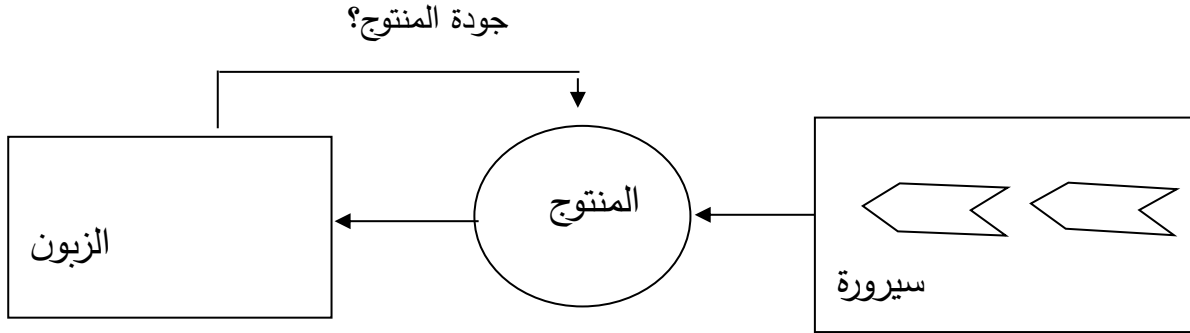 جودة المنتوج؟
المنتوج
الزبون
سيرورة